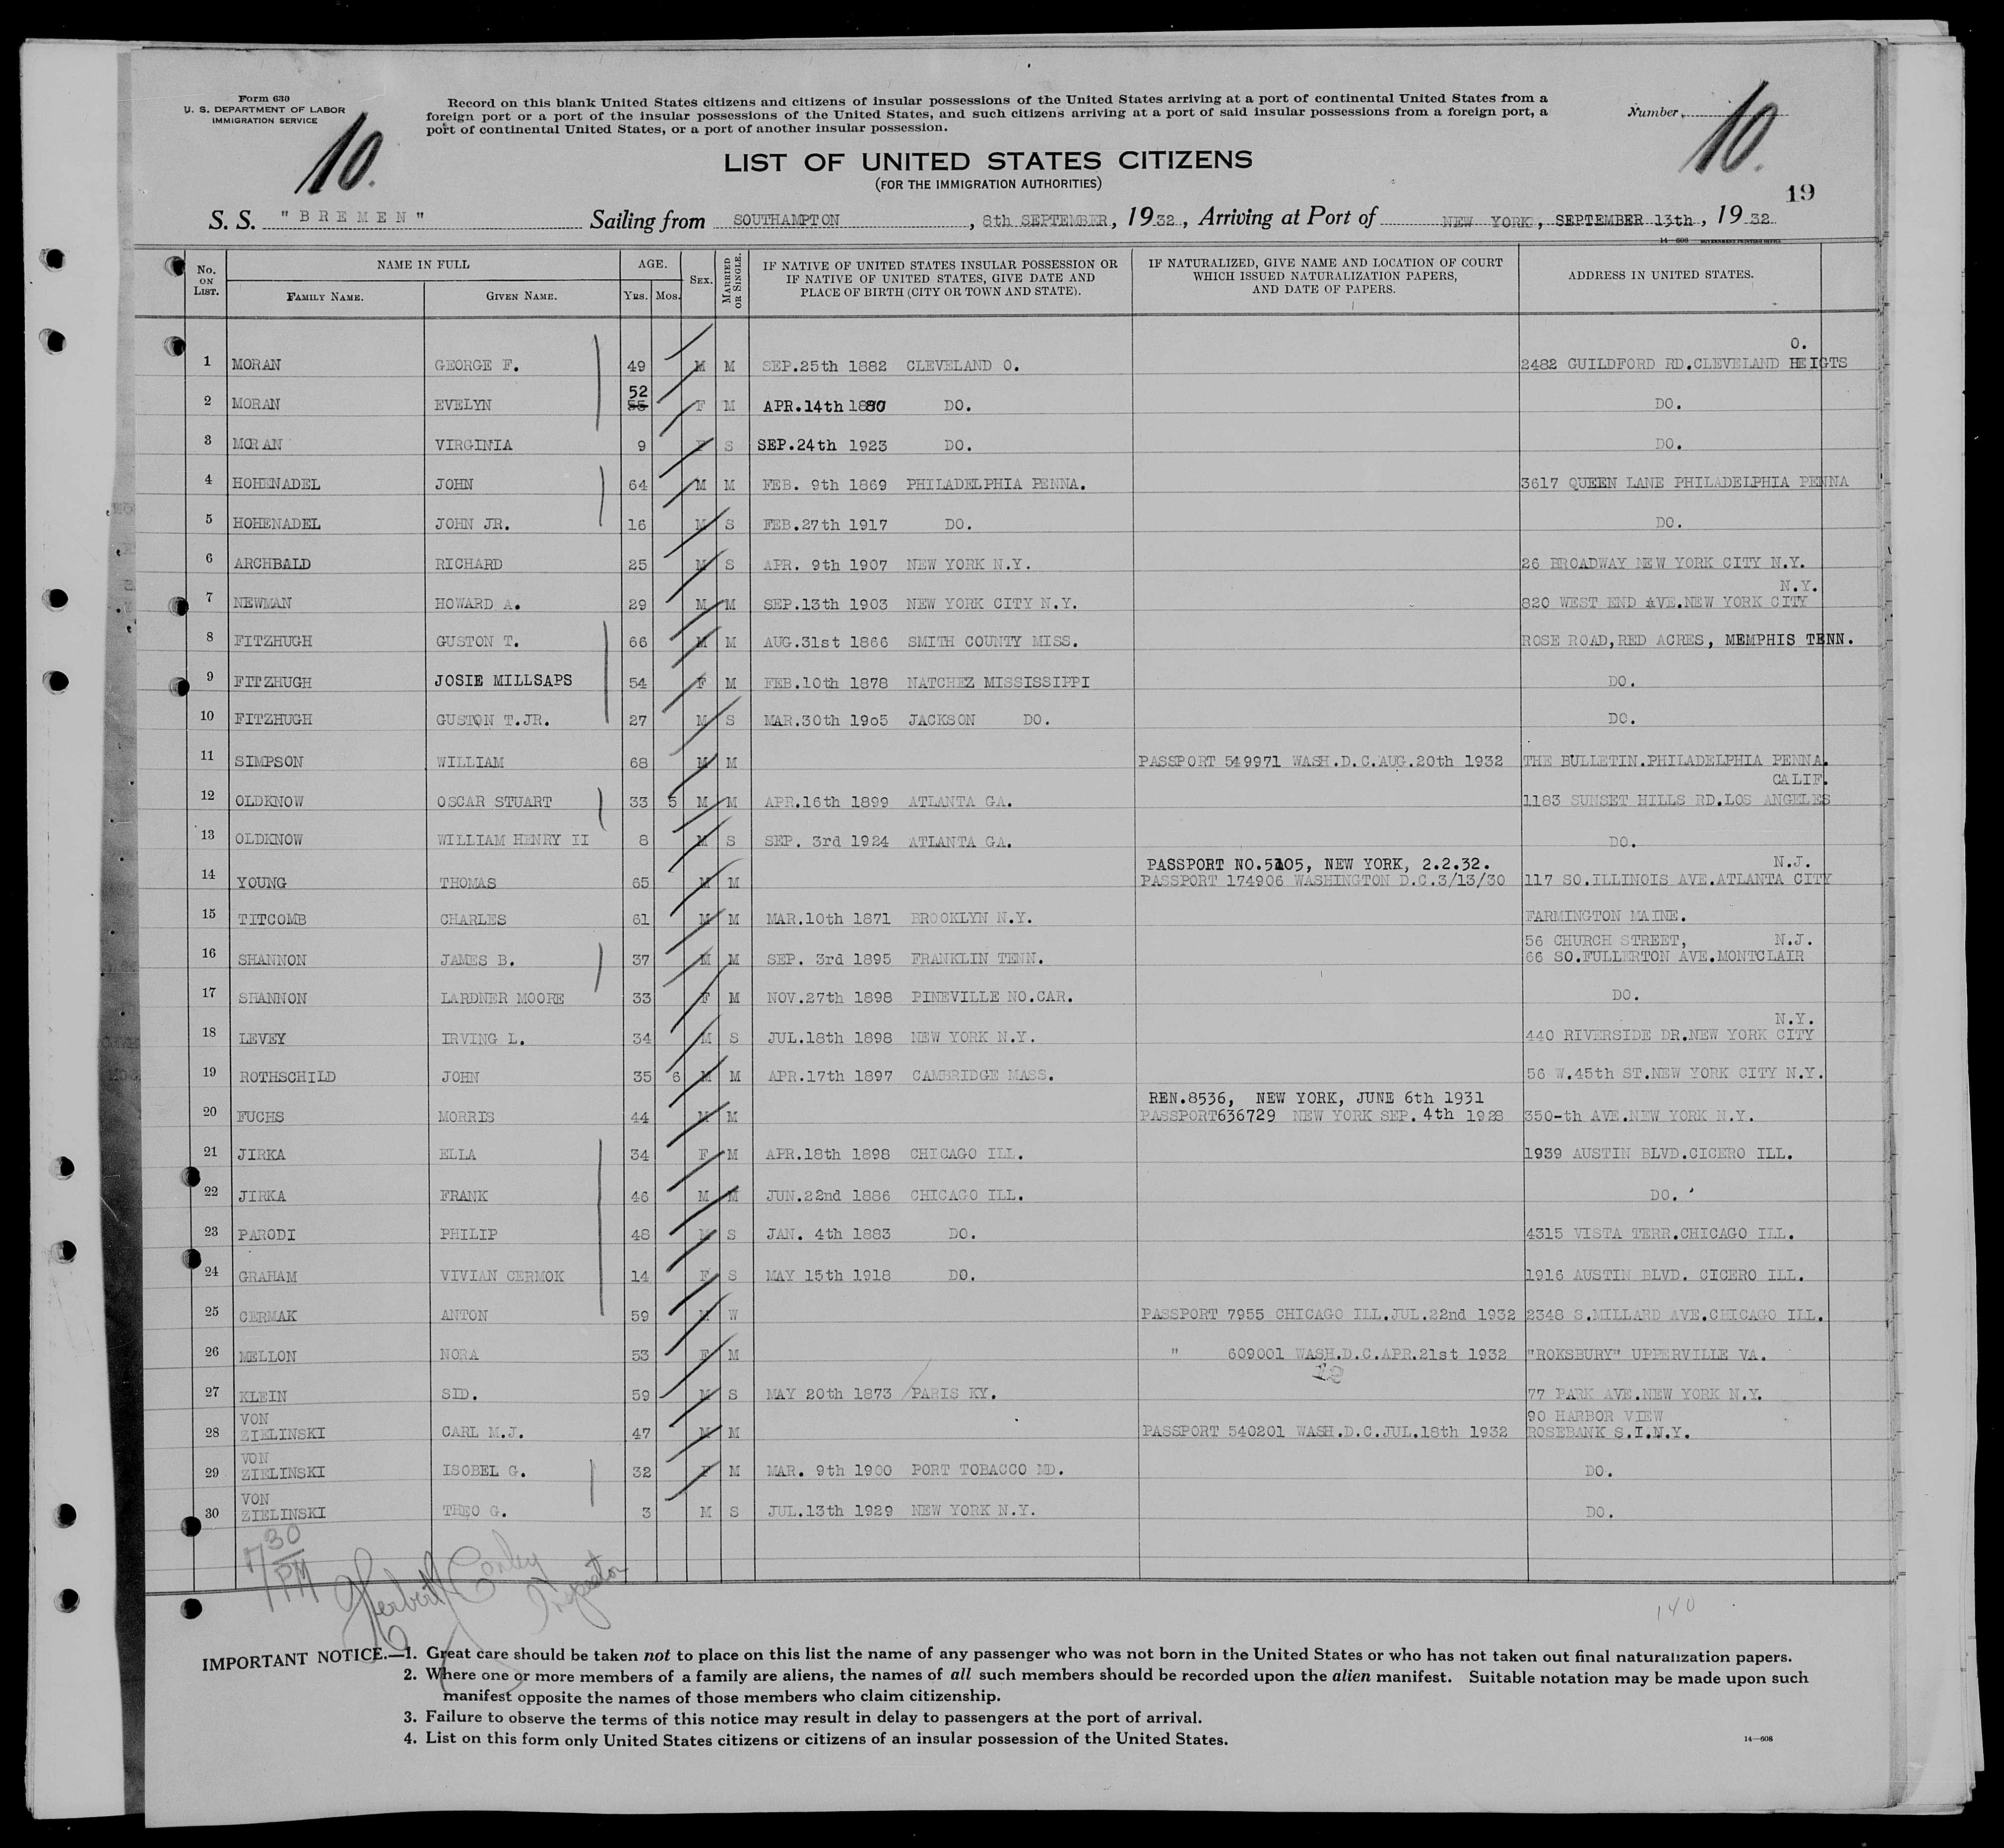 Form 630
U. S. DEPARTMENT OF LABOR
IMMIGRATION SERVICE
10.
Record on this blank United States citizens and citizens of insular possessions of the United States arriving at a port of continental United States from a
foreign port or a port of the insular possessions of the United States, and such citizens arriving at a port of said insular possessions from a foreign port, a
port of continental United States, or a port of another insular possession.
Number
10.
LIST OF UNITED STATES CITIZENS
(FOR THE IMMIGRATION AUTHORITIES)
19
S. S. "BREMEN" Sailing from SOUTHAMPTON, 8th SEPTEMBER, 1932, Arriving at Port of NEW YORK, SEPTEMBER 13th, 1932
14—608 GOVERNMENT PRINTING OFFICE
No. ON LIST. NAME IN FULL FAMILY NAME. GIVEN NAME. AGE. YRS. MOS. SEX. MARRIED OR SINGLE. IF NATIVE OF UNITED STATES INSULAR POSSESSION OR IF NATIVE OF UNITED STATES, GIVE DATE AND PLACE OF BIRTH (CITY OR TOWN AND STATE). IF NATURALIZED, GIVE NAME AND LOCATION OF COURT WHICH ISSUED NATURALIZATION PAPERS, AND DATE OF PAPERS. ADDRESS IN UNITED STATES.
O.
1 MORAN GEORGE F. 49 M M SEP.25th 1882 CLEVELAND O. 2482 GUILDFORD RD.CLEVELAND HEIGTS
52
2 MORAN EVELYN 55 F M APR.14th 1880 DO. DO.
3 MORAN VIRGINIA 9 F S SEP.24th 1923 DO. DO.
4 HOHENADEL JOHN 64 M M FEB. 9th 1869 PHILADELPHIA PENNA. 3617 QUEEN LANE PHILADELPHIA PENNA
5 HOHENADEL JOHN JR. 16 M S FEB.27th 1917 DO. DO.
6 ARCHBALD RICHARD 25 M S APR. 9th 1907 NEW YORK N.Y. 26 BROADWAY NEW YORK CITY N.Y.
N.Y.
7 NEWMAN HOWARD A. 29 M M SEP.13th 1903 NEW YORK CITY N.Y. 820 WEST END AVE.NEW YORK CITY
8 FITZHUGH GUSTON T. 66 M M AUG.31st 1866 SMITH COUNTY MISS. ROSE ROAD,RED ACRES, MEMPHIS TENN.
9 FITZHUGH JOSIE MILLSAPS 54 F M FEB.10th 1878 NATCHEZ MISSISSIPPI DO.
10 FITZHUGH GUSTON T.JR. 27 M S MAR.30th 1905 JACKSON DO. DO.
11 SIMPSON WILLIAM 68 M M PASSPORT 549971 WASH.D.C.AUG.20th 1932 THE BULLETIN.PHILADELPHIA PENNA.
CALIF.
12 OLDKNOW OSCAR STUART 33 5 M M APR.16th 1899 ATLANTA GA. 1183 SUNSET HILLS RD.LOS ANGELES
13 OLDKNOW WILLIAM HENRY II 8 M S SEP. 3rd 1924 ATLANTA GA. DO.
PASSPORT NO.5105, NEW YORK, 2.2.32. N.J.
14 YOUNG THOMAS 65 M M PASSPORT 174906 WASHINGTON D.C.3/13/30 117 SO.ILLINOIS AVE.ATLANTA CITY
15 TITCOMB CHARLES 61 M M MAR.10th 1871 BROOKLYN N.Y. FARMINGTON MAINE.
56 CHURCH STREET, N.J.
16 SHANNON JAMES B. 37 M M SEP. 3rd 1895 FRANKLIN TENN. 66 SO.FULLERTON AVE.MONTCLAIR
17 SHANNON LARDNER MOORE 33 F M NOV.27th 1898 PINEVILLE NO.CAR. DO.
N.Y.
18 LEVEY IRVING L. 34 M S JUL.18th 1898 NEW YORK N.Y. 440 RIVERSIDE DR.NEW YORK CITY
19 ROTHSCHILD JOHN 35 6 M M APR.17th 1897 CAMBRIDGE MASS. 56 W.45th ST.NEW YORK CITY N.Y.
REN.8536, NEW YORK, JUNE 6th 1931
20 FUCHS MORRIS 44 M M PASSPORT636729 NEW YORK SEP. 4th 1928 350-th AVE.NEW YORK N.Y.
21 JIRKA ELLA 34 F M APR.18th 1898 CHICAGO ILL. 1939 AUSTIN BLVD.CICERO ILL.
22 JIRKA FRANK 46 M M JUN.22nd 1886 CHICAGO ILL. DO.
23 PARODI PHILIP 48 M S JAN. 4th 1883 DO. 4315 VISTA TERR.CHICAGO ILL.
24 GRAHAM VIVIAN CERMOK 14 F S MAY 15th 1918 DO. 1916 AUSTIN BLVD. CICERO ILL.
25 CERMAK ANTON 59 M W PASSPORT 7955 CHICAGO ILL.JUL.22nd 1932 2348 S.MILLARD AVE.CHICAGO ILL.
26 MELLON NORA 53 F M " 609001 WASH.D.C.APR.21st 1932 "ROKSBURY" UPPERVILLE VA.
27 KLEIN SID. 59 M S MAY 20th 1873 PARIS KY. 77 PARK AVE.NEW YORK N.Y.
VON 90 HARBOR VIEW
28 ZIELINSKI CARL M.J. 47 M M PASSPORT 540201 WASH.D.C.JUL.18th 1932 ROSEBANK S.I.N.Y.
VON
29 ZIELINSKI ISOBEL G. 32 F M MAR. 9th 1900 PORT TOBACCO MD. DO.
VON
30 ZIELINSKI THEO G. 3 M S JUL.13th 1929 NEW YORK N.Y. DO.
7 30 PM Herbert Conley Inspector
140
IMPORTANT NOTICE.—1. Great care should be taken not to place on this list the name of any passenger who was not born in the United States or who has not taken out final naturalization papers.
2. Where one or more members of a family are aliens, the names of all such members should be recorded upon the alien manifest. Suitable notation may be made upon such
manifest opposite the names of those members who claim citizenship.
3. Failure to observe the terms of this notice may result in delay to passengers at the port of arrival.
4. List on this form only United States citizens or citizens of an insular possession of the United States.
14—608